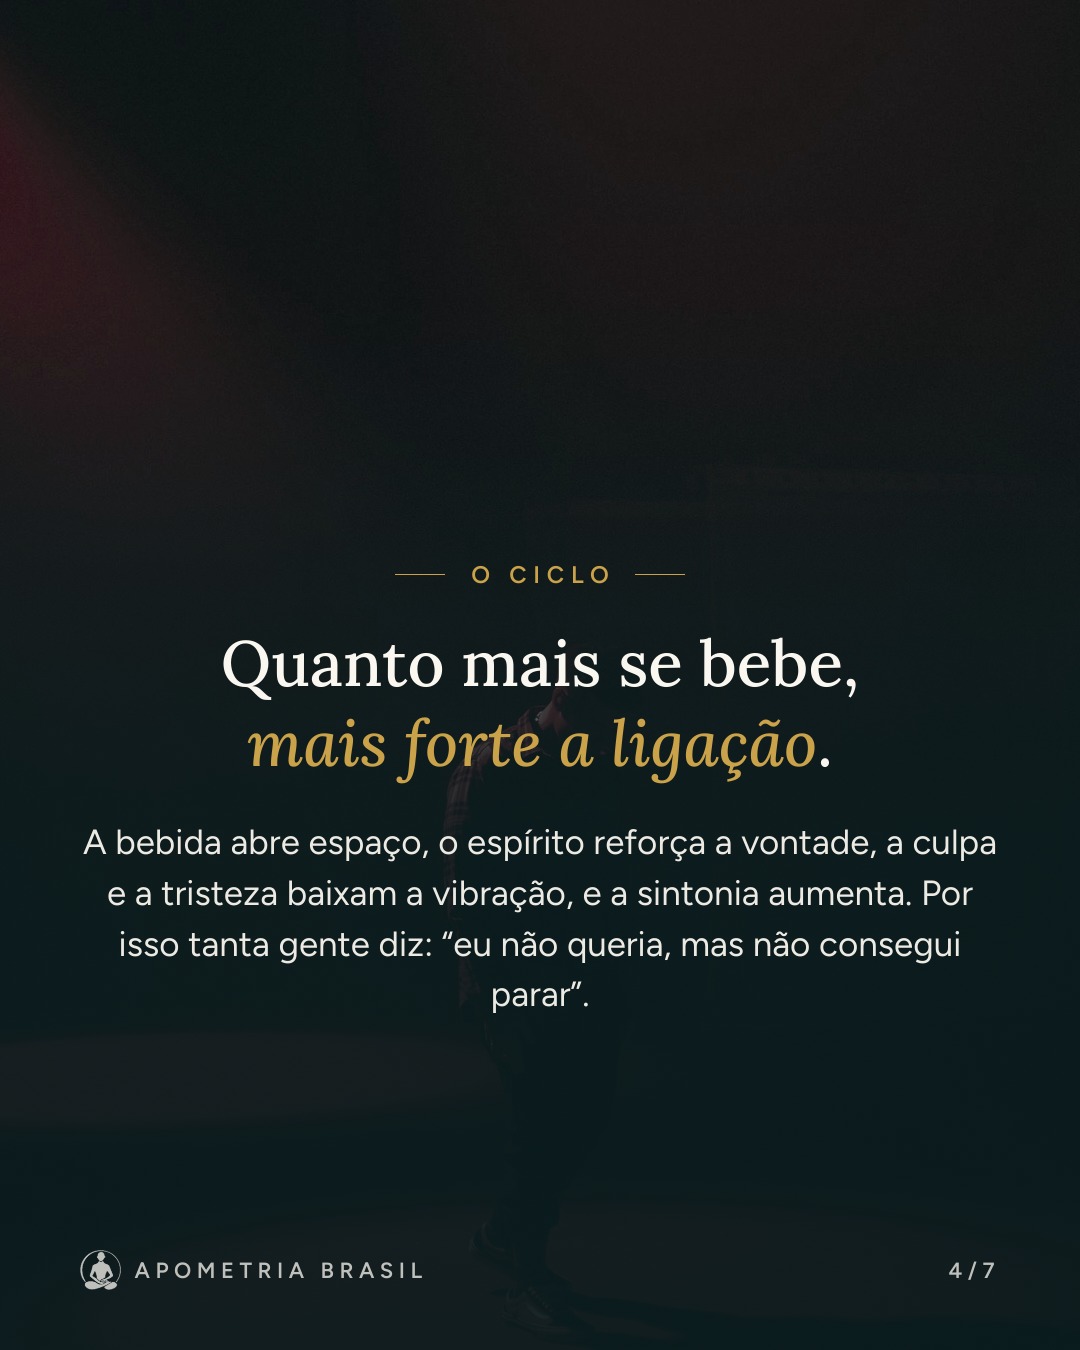 O CICLO
Quanto mais se bebe,
mais forte a ligação.
A bebida abre espaço, o espírito reforça a vontade, a culpa
e a tristeza baixam a vibração, e a sintonia aumenta. Por
isso tanta gente diz: “eu não queria, mas não consegui
parar”.
APOMETRIA BRASIL
4/7